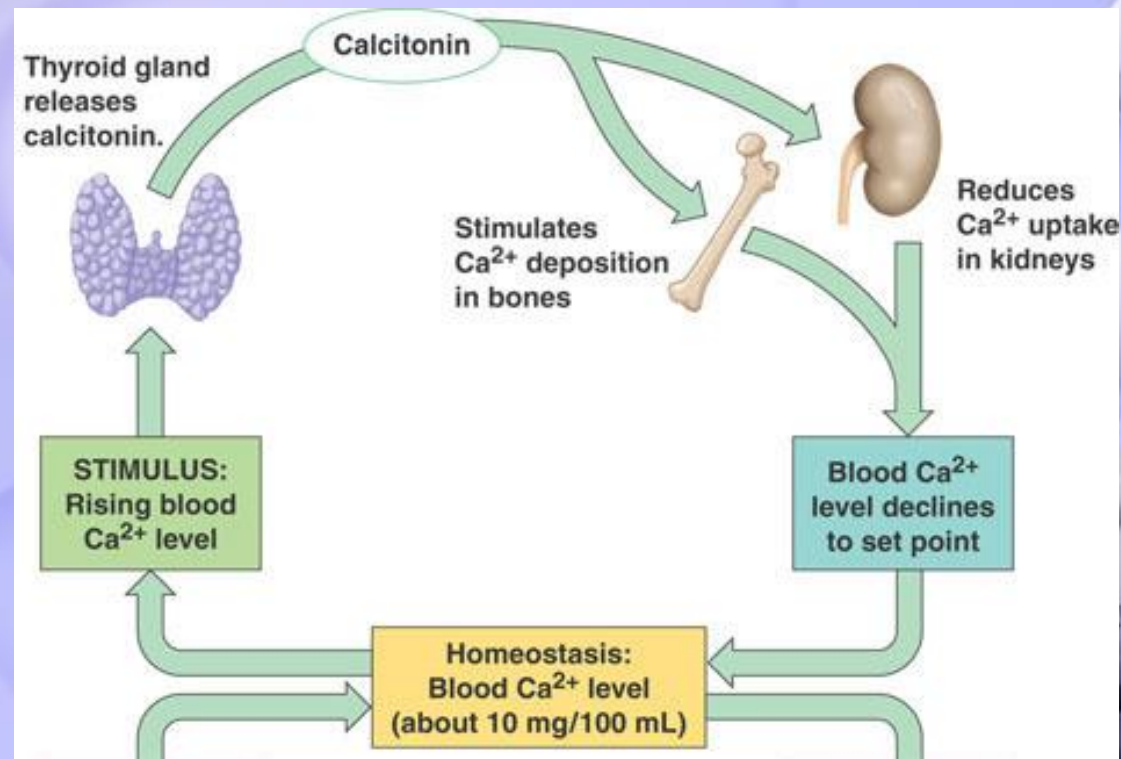 Calcitonin
Thyroid gland
releases
calcitonin.
Stimulates
Ca²⁺ deposition
in bones
Reduces
Ca²⁺ uptake
in kidneys
STIMULUS:
Rising blood
Ca²⁺ level
Blood Ca²⁺
level declines
to set point
Homeostasis:
Blood Ca²⁺ level
(about 10 mg/100 mL)